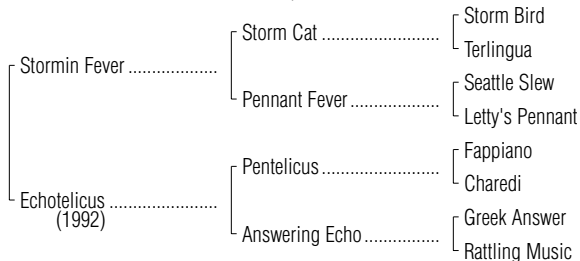 Storm Bird
Storm Cat ..........................
Terlingua
Stormin Fever ...................
Seattle Slew
Pennant Fever ....................
Letty's Pennant
Fappiano
Pentelicus ..........................
Charedi
Echotelicus .......................
(1992)
Greek Answer
Answering Echo ................
Rattling Music